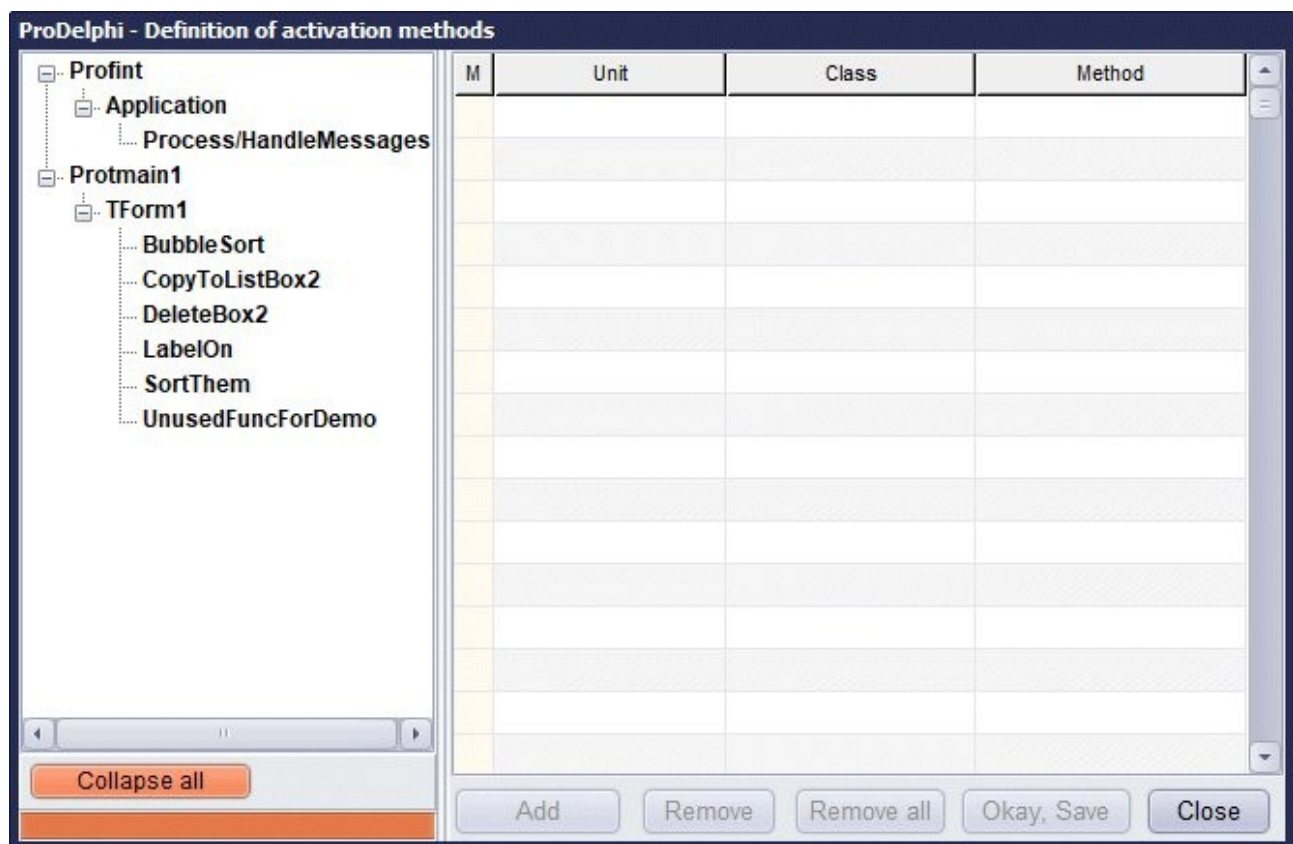 ProDelphi - Definition of activation methods
Profint
Application
Process/HandleMessages
Protmain1
TForm1
BubbleSort
CopyToListBox2
DeleteBox2
LabelOn
SortThem
UnusedFuncForDemo
Collapse all
M Unit Class Method
Add Remove Remove all Okay, Save Close